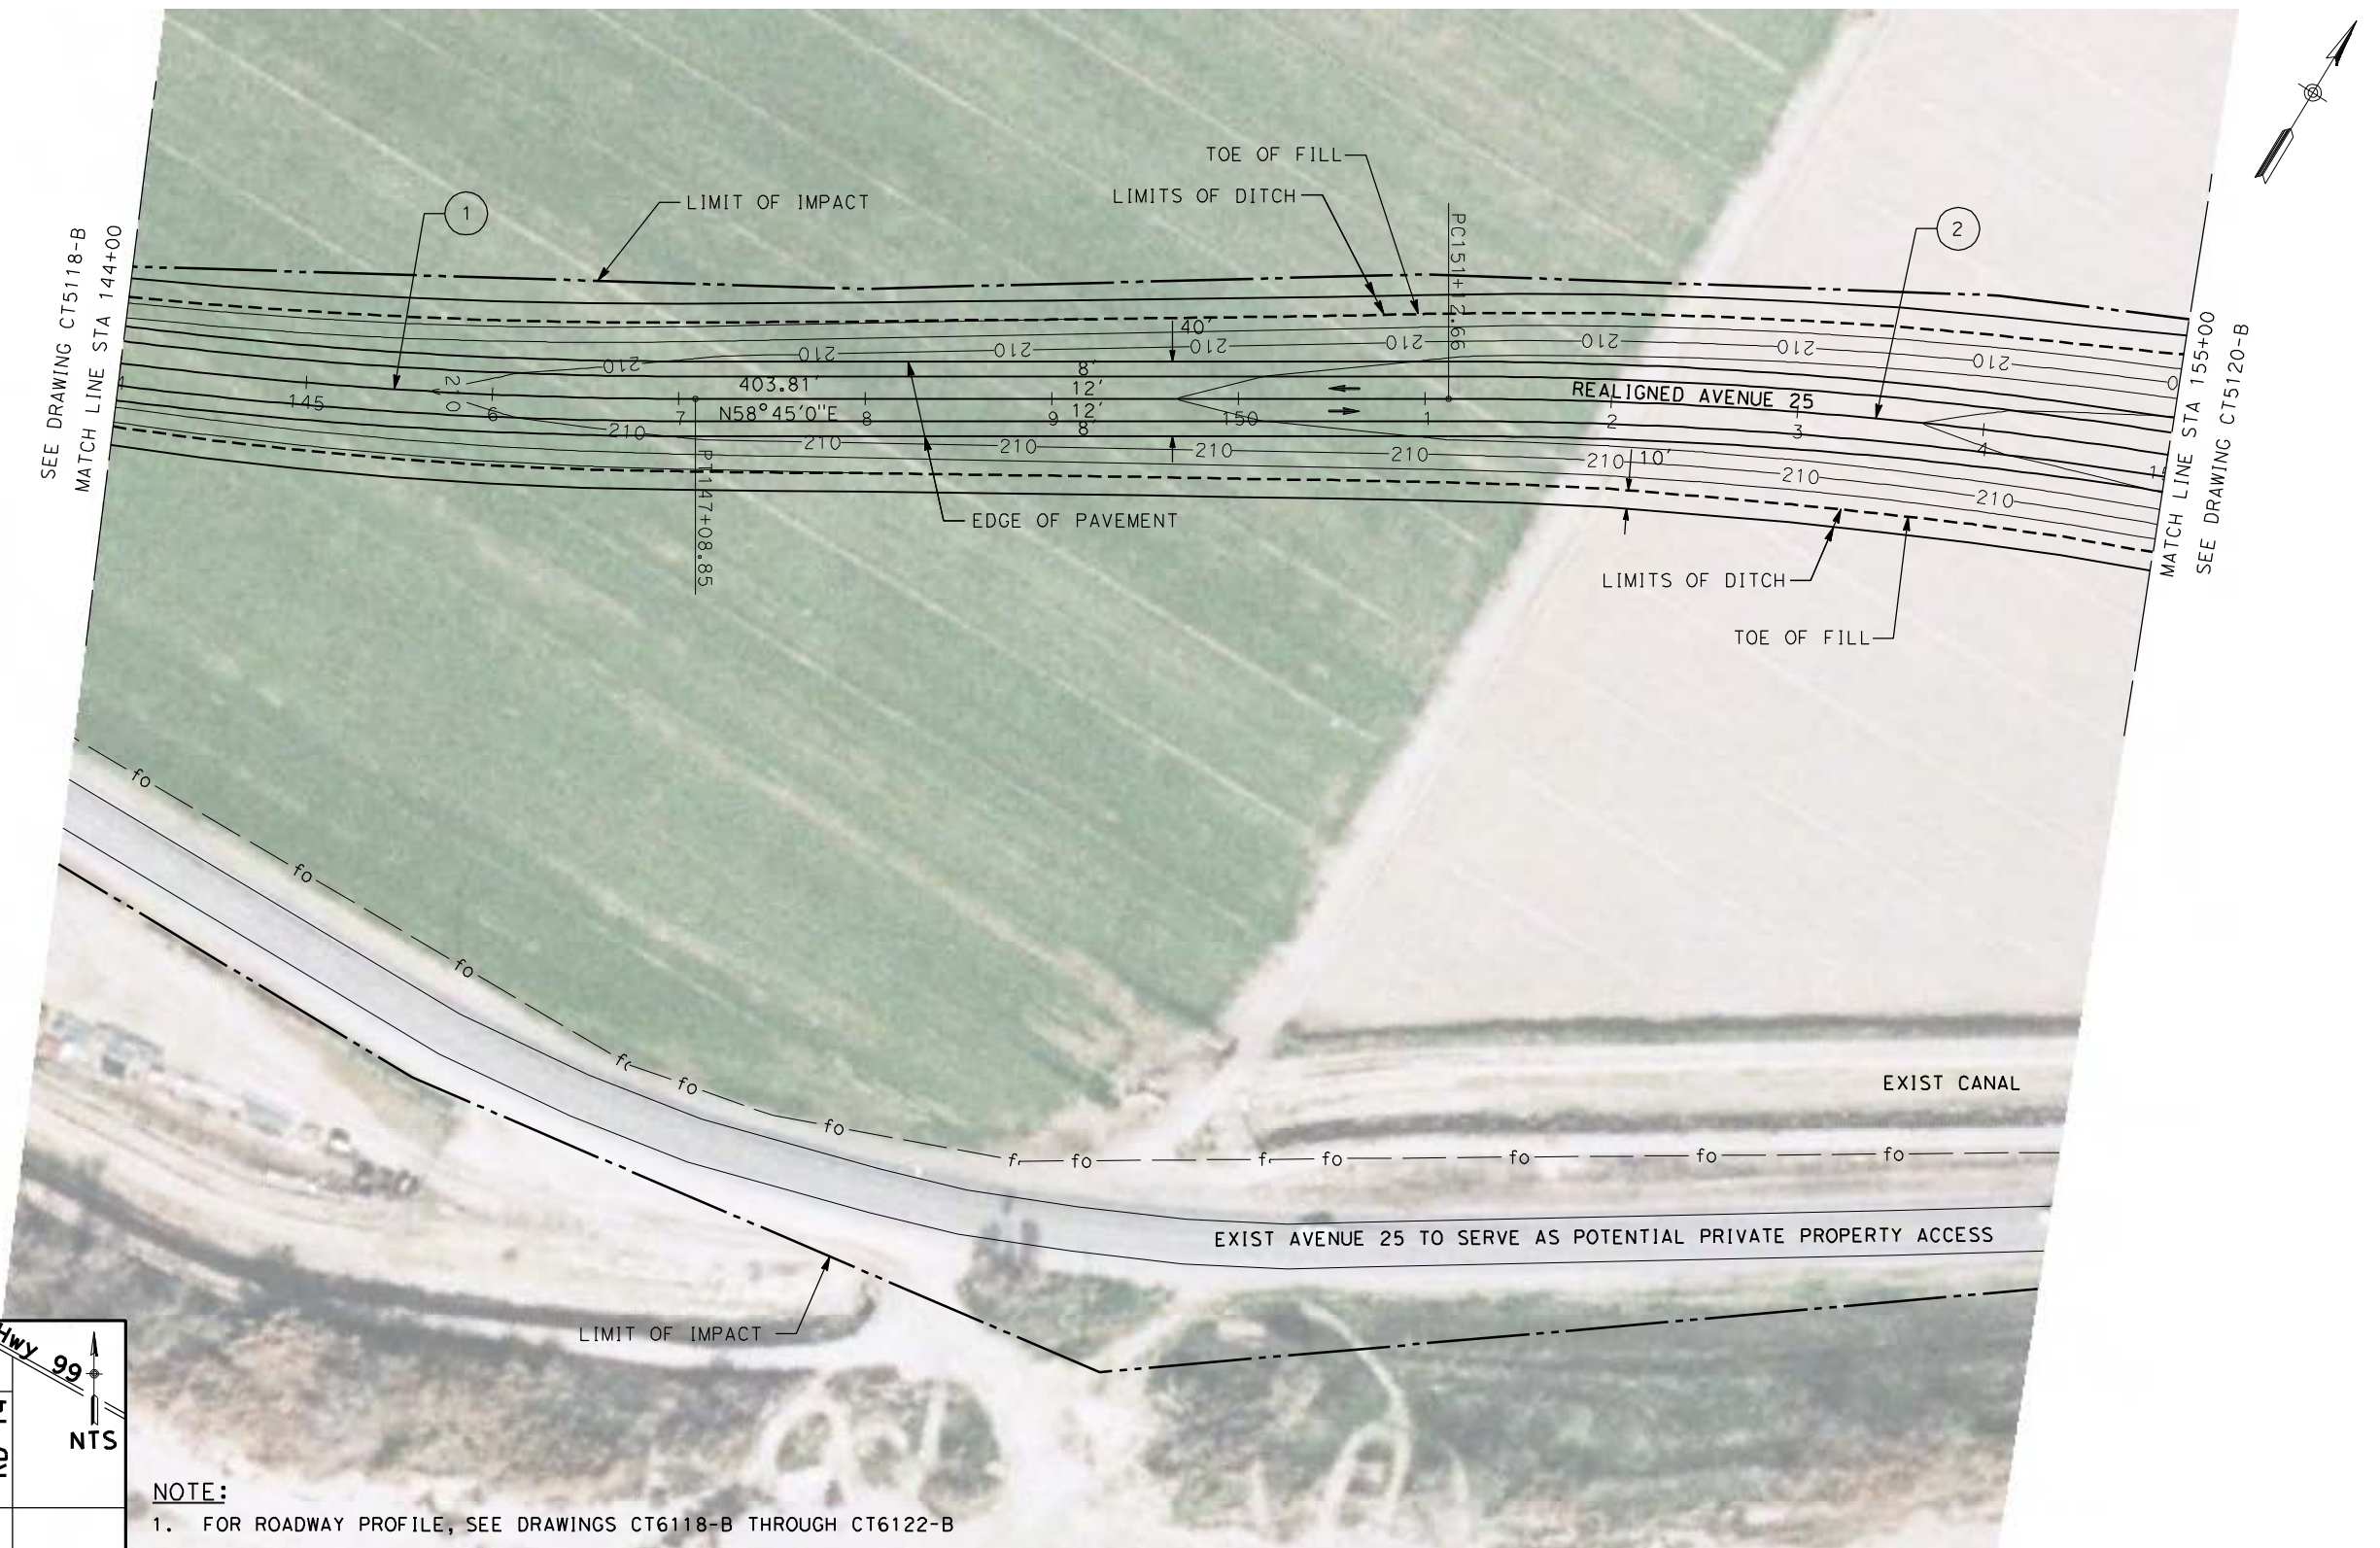 TOE OF FILL
LIMITS OF DITCH
LIMIT OF IMPACT
1
2
SEE DRAWING CT5118-B
MATCH LINE STA 144+00
PC151+12.66
40'
210 210 210 210 210 210 210 210
8'
403.81'
12'
REALIGNED AVENUE 25
210
145 6 7 8 9 150 1 2 3 4
N58°45'0"E
12'
8'
210 210 210 210 210 210 210 210
10'
PT147+08.85
EDGE OF PAVEMENT
MATCH LINE STA 155+00
SEE DRAWING CT5120-B
LIMITS OF DITCH
TOE OF FILL
fo fo fo fo fo fo fo fo fo fo
EXIST CANAL
EXIST AVENUE 25 TO SERVE AS POTENTIAL PRIVATE PROPERTY ACCESS
LIMIT OF IMPACT
Hwy 99
NTS
NOTE:
1. FOR ROADWAY PROFILE, SEE DRAWINGS CT6118-B THROUGH CT6122-B